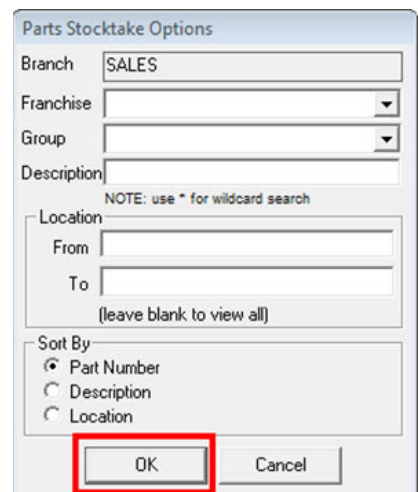 Parts Stocktake Options
Branch SALES
Franchise
Group
Description
NOTE: use * for wildcard search
Location
From
To
(leave blank to view all)
Sort By
Part Number
Description
Location
OK Cancel